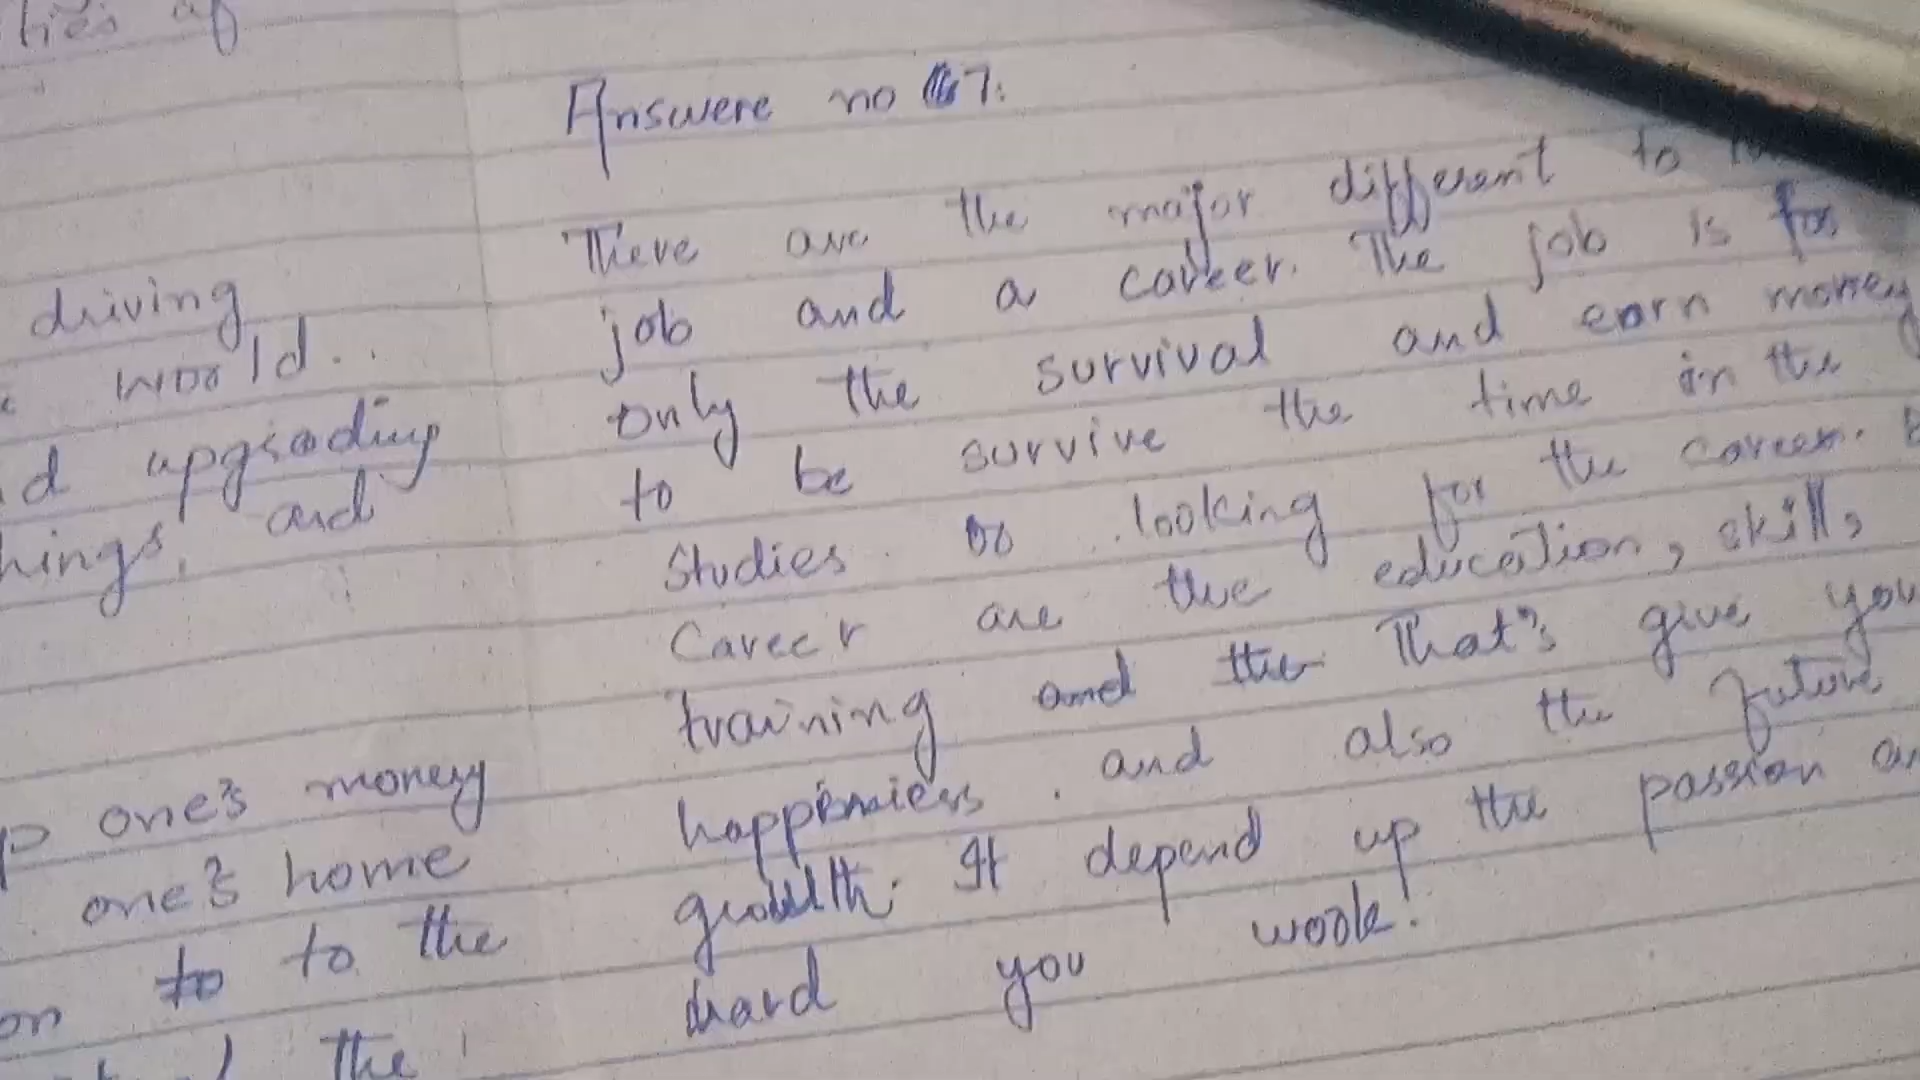 driving
world..
upgrading
and
one's money
one's home
to to the
the
Answere no 7.
There are the major different to
job and a career. The job is for
only the survival and earn money
to be survive the time in the
Studies or looking for the career.
Career are the education, skill,
training and the That's give you
happiness. and also the future
growth. It depend up the passion
hard you work!